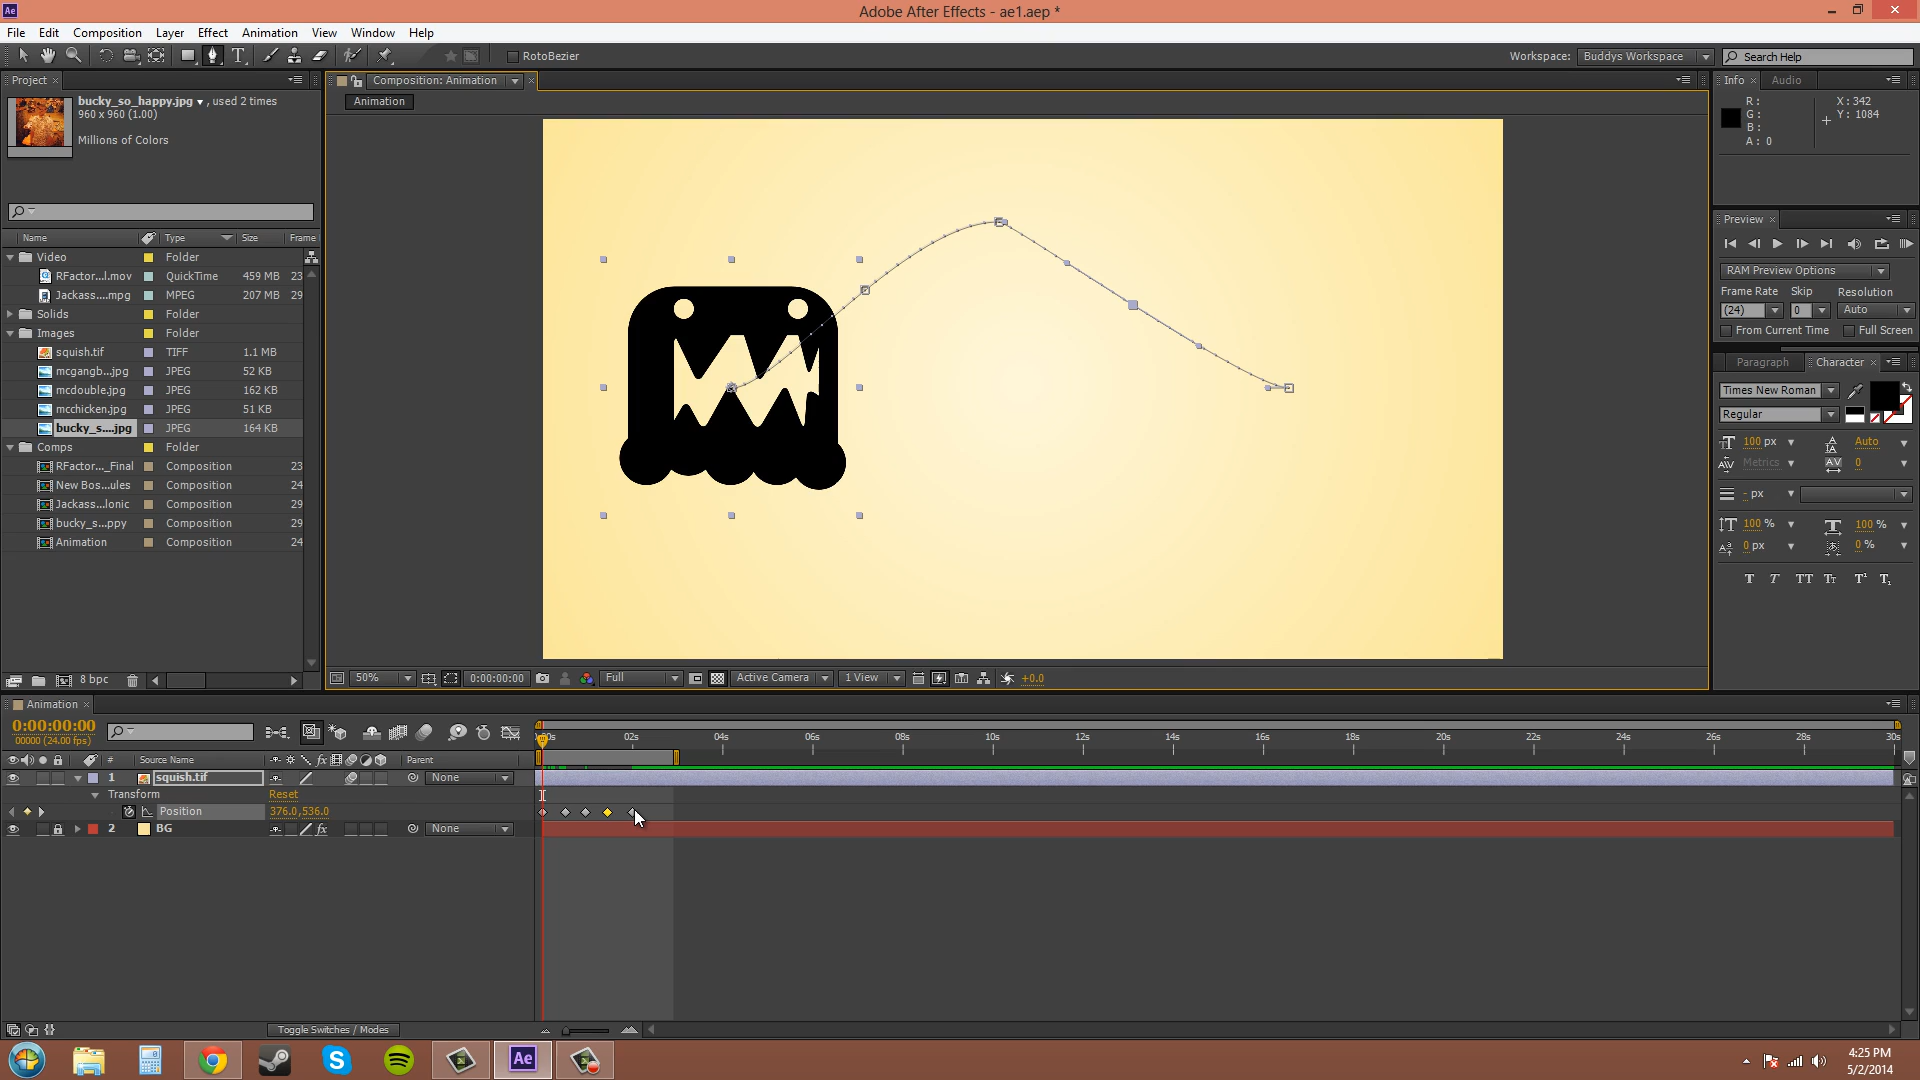 Ae
Adobe After Effects - ae1.aep *
File Edit Composition Layer Effect Animation View Window Help
RotoBezier
Workspace: Buddys Workspace
Search Help
Project
bucky_so_happy.jpg , used 2 times
960 x 960 (1.00)
Millions of Colors
Name Type Size Frame
Video Folder
RFactor...l.mov QuickTime 459 MB 23
Jackass....mpg MPEG 207 MB 29
Solids Folder
Images Folder
squish.tif TIFF 1.1 MB
mcgangb...jpg JPEG 52 KB
mcdouble.jpg JPEG 162 KB
mcchicken.jpg JPEG 51 KB
bucky_s....jpg JPEG 164 KB
Comps Folder
RFactor..._Final Composition 23
New Bos...ules Composition 24
Jackass...lonic Composition 29
bucky_s...ppy Composition 29
Animation Composition 24
8 bpc
Composition: Animation
Animation
50% 0:00:00:00 Full Active Camera 1 View +0.0
Info Audio
R: X: 342
G: Y: 1084
B:
A: 0
Preview
RAM Preview Options
Frame Rate Skip Resolution
(24) 0 Auto
From Current Time Full Screen
Paragraph Character
Times New Roman
Regular
100 px Auto
Metrics 0
- px
100 % 100 %
0 px 0 %
T T TT Tт T¹ T₁
Animation
0:00:00:00
00000 (24.00 fps)
:00s 02s 04s 06s 08s 10s 12s 14s 16s 18s 20s 22s 24s 26s 28s 30s
# Source Name fx Parent
1 squish.tif None
Transform Reset
Position 376.0,536.0
2 BG fx None
Toggle Switches / Modes
Ae
4:25 PM
5/2/2014